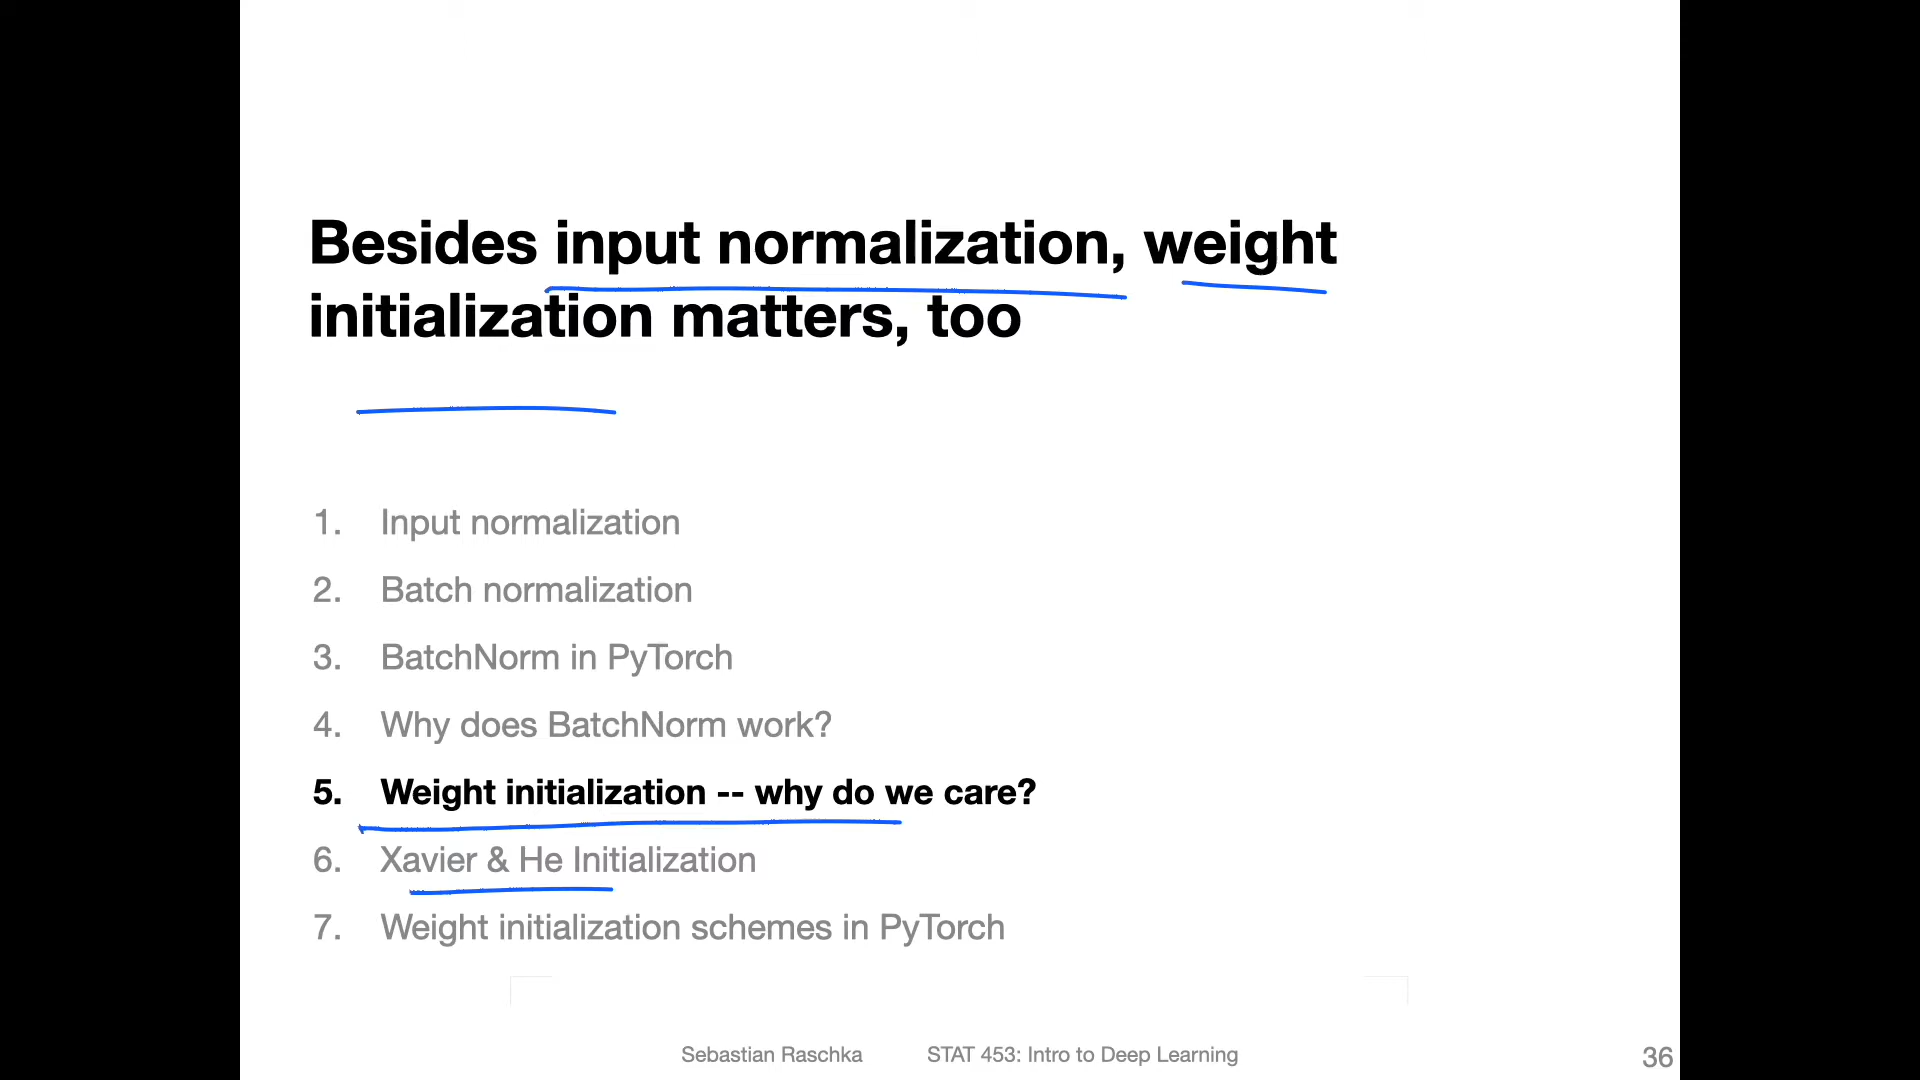 Besides input normalization, weight
initialization matters, too
1. Input normalization
2. Batch normalization
3. BatchNorm in PyTorch
4. Why does BatchNorm work?
5. Weight initialization -- why do we care?
6. Xavier & He Initialization
7. Weight initialization schemes in PyTorch
Sebastian Raschka STAT 453: Intro to Deep Learning 36